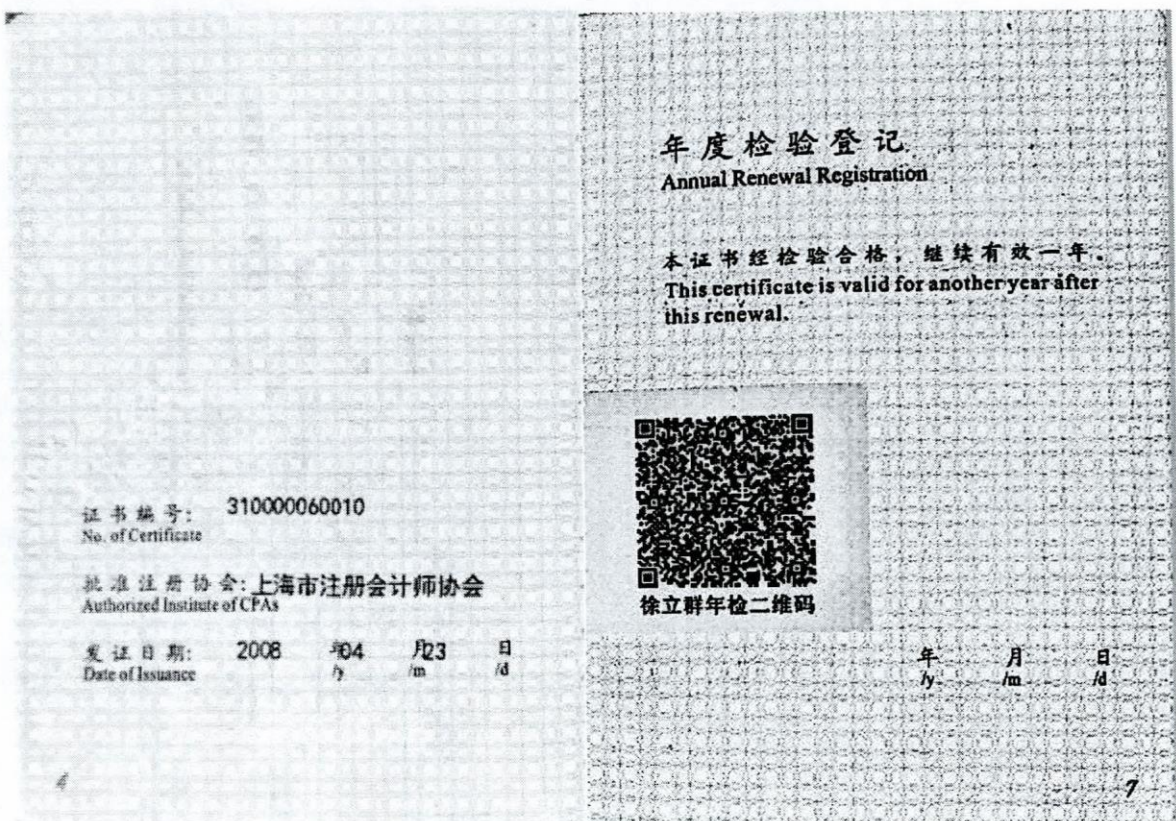 证书编号: 310000060010
No. of Certificate
批准注册协会: 上海市注册会计师协会
Authorized Institute of CPAs
发证日期: 2008 年04 月23 日
Date of Issuance /y /m /d
4
年度检验登记
Annual Renewal Registration
本证书经检验合格，继续有效一年。
This certificate is valid for another year after
this renewal.
徐立群年检二维码
年 月 日
/y /m /d
7